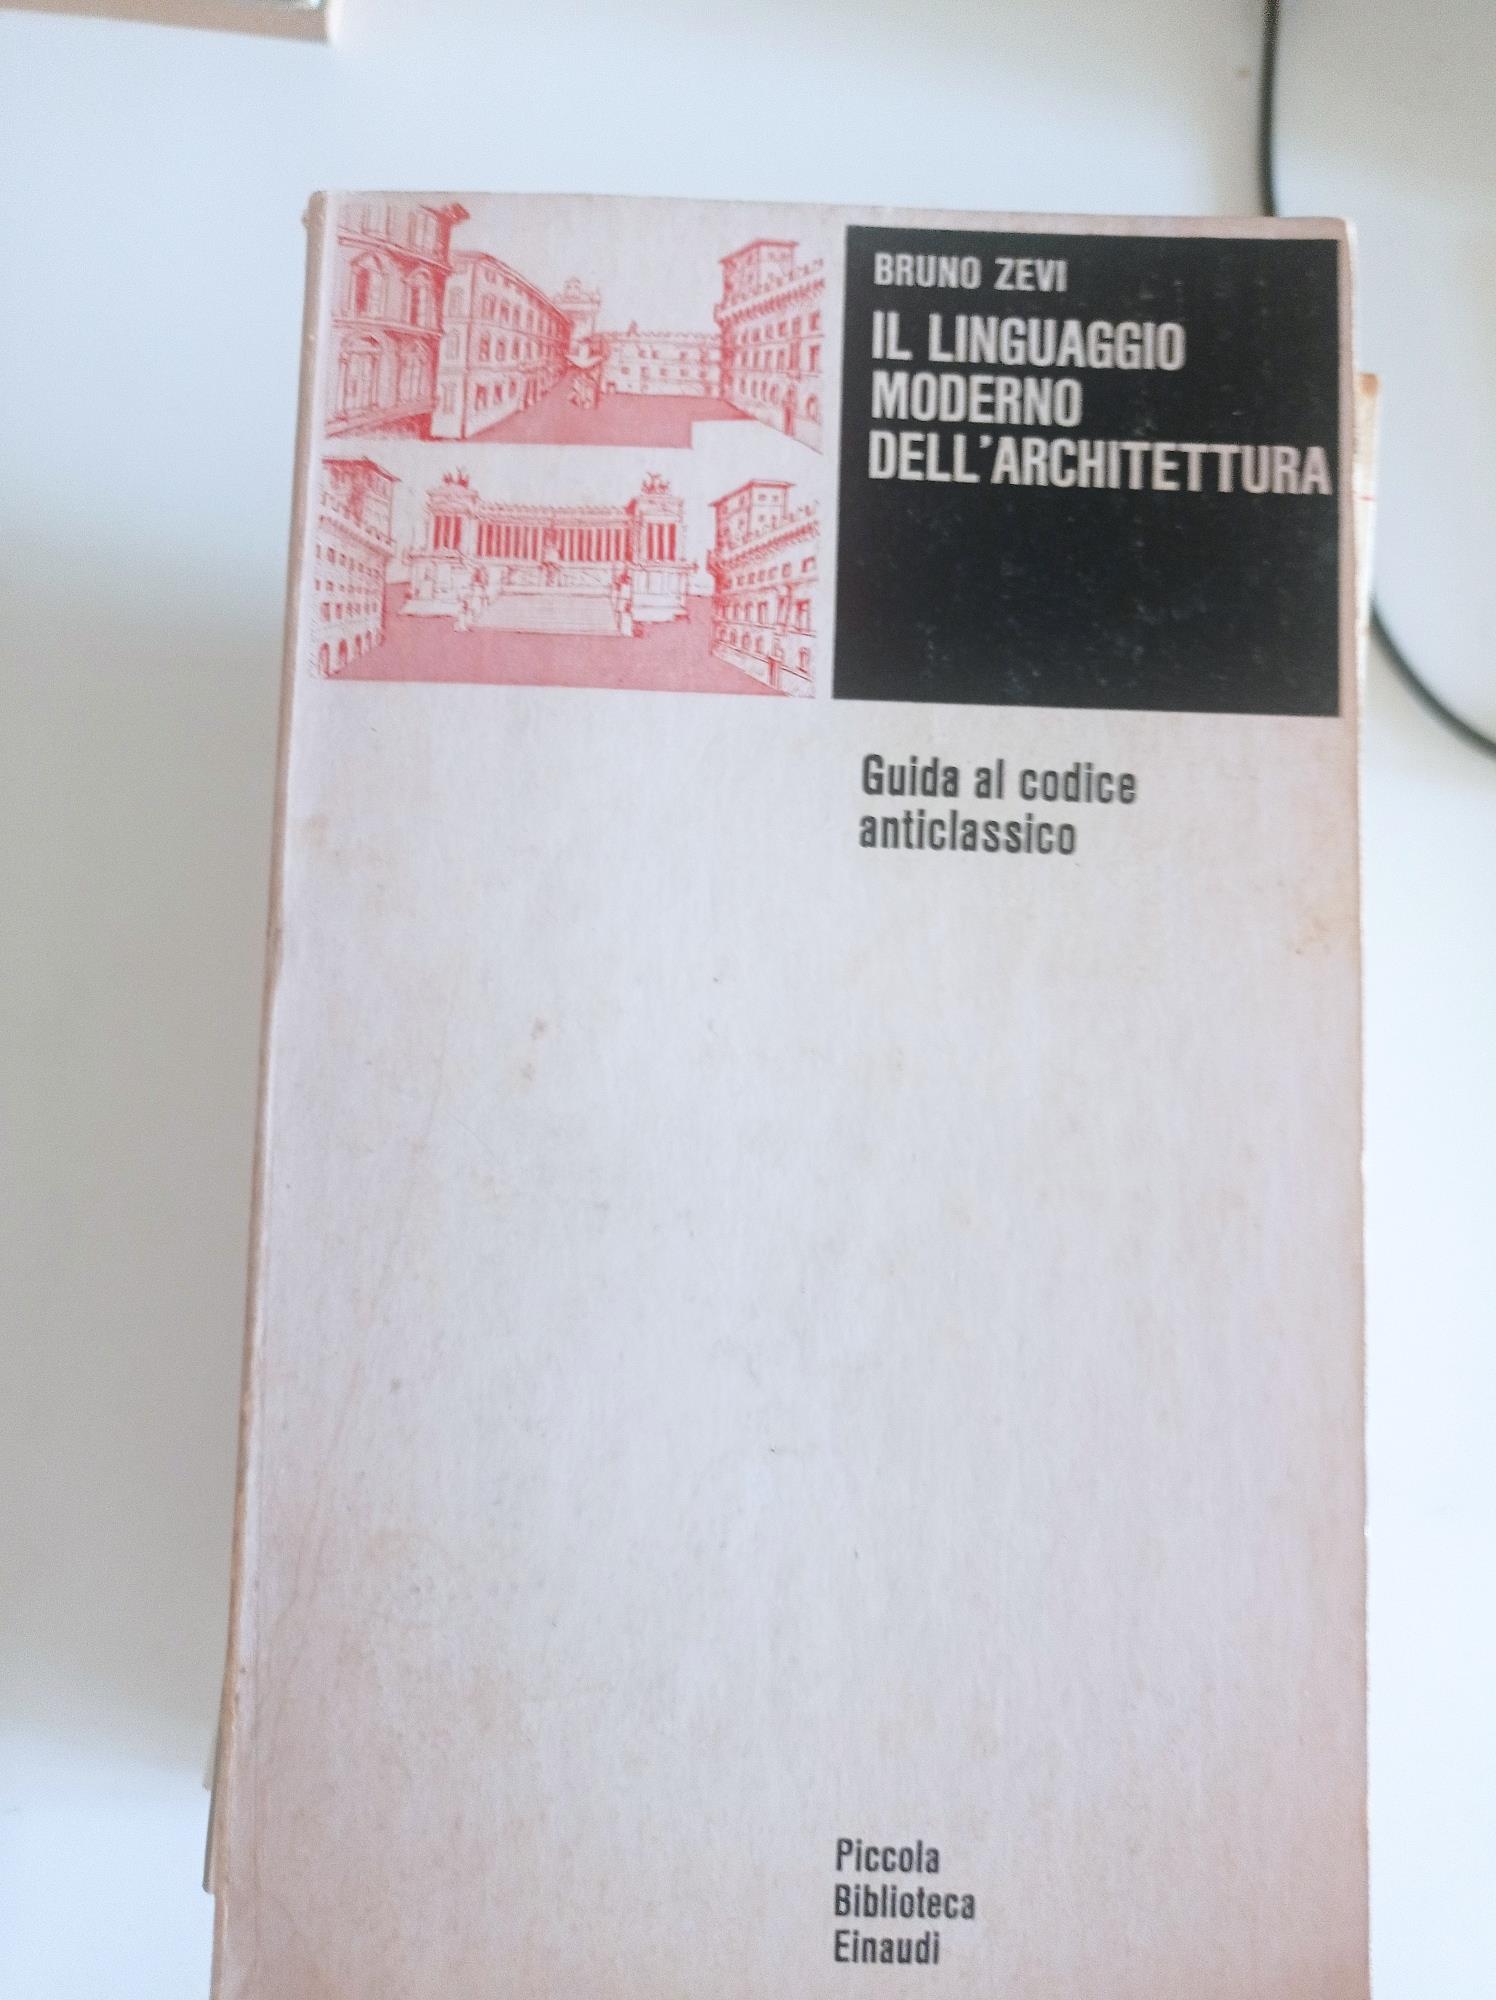 BRUNO ZEVI
IL LINGUAGGIO
MODERNO
DELL'ARCHITETTURA
Guida al codice
anticlassico
Piccola
Biblioteca
Einaudi